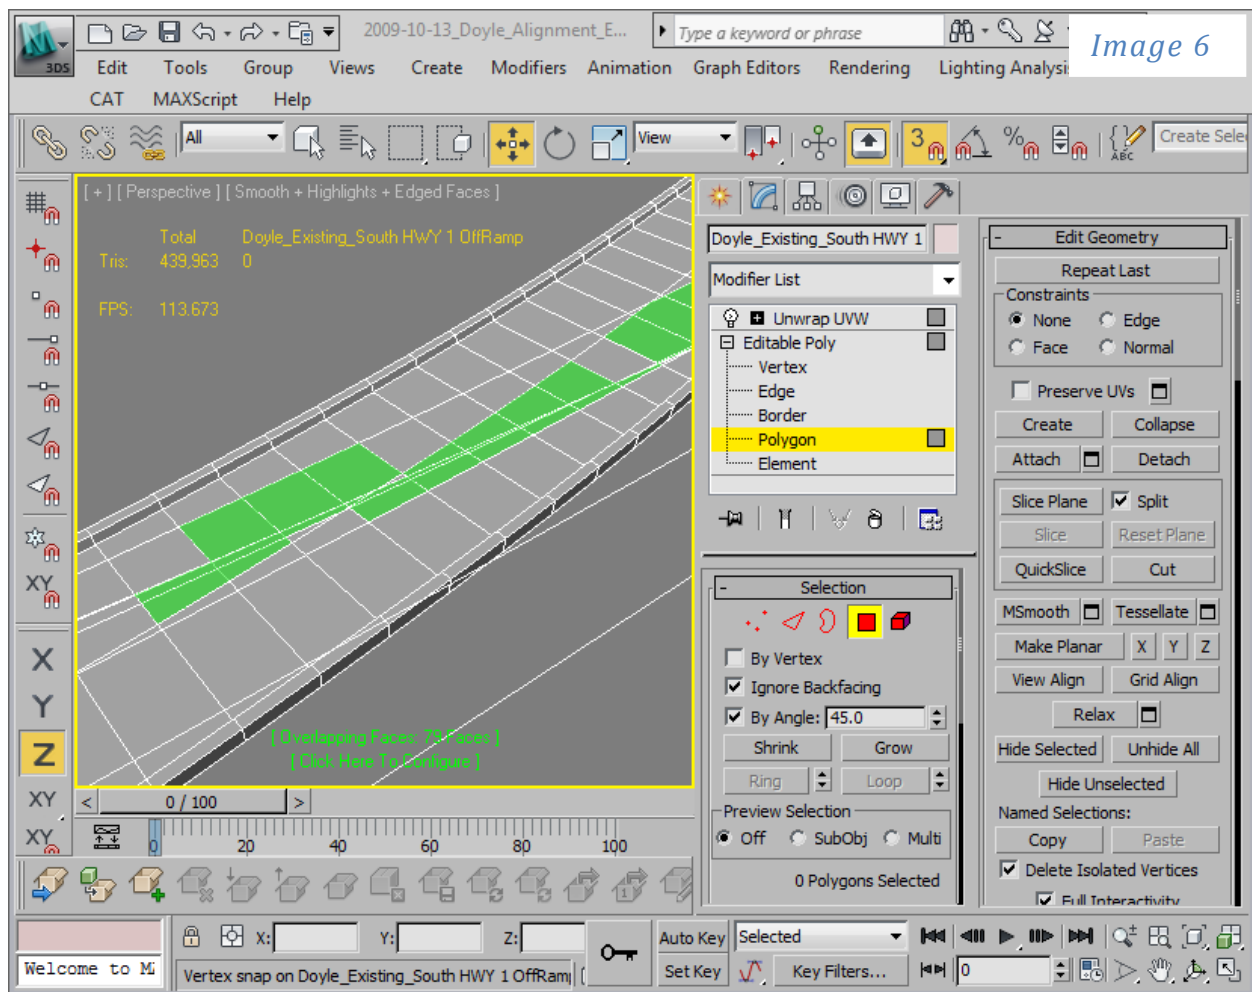 2009-10-13_Doyle_Alignment_E...
Type a keyword or phrase
Image 6
3DS
Edit Tools Group Views Create Modifiers Animation Graph Editors Rendering
CAT MAXScript Help
All
View
3
%
ABC
[ + ] [ Perspective ] [ Smooth + Highlights + Edged Faces ]
Total Doyle_Existing_South HWY 1 OffRamp
Tris: 439,963 0
FPS: 113.673
[ Overlapping Faces: 79 Faces ]
[ Click Here To Configure ]
X
Y
Z
XY
XY
XY
Doyle_Existing_South HWY 1
Modifier List
Unwrap UVW
Editable Poly
Vertex
Edge
Border
Polygon
Element
- Selection
By Vertex
Ignore Backfacing
By Angle: 45.0
Shrink Grow
Ring Loop
Preview Selection
Off SubObj Multi
0 Polygons Selected
- Edit Geometry
Repeat Last
Constraints
None Edge
Face Normal
Preserve UVs
Create Collapse
Attach Detach
Slice Plane Split
Slice Reset Plane
QuickSlice Cut
MSmooth Tessellate
Make Planar X Y Z
View Align Grid Align
Relax
Hide Selected Unhide All
Hide Unselected
Named Selections:
Copy Paste
Delete Isolated Vertices
Full Interactivity
< 0 / 100 >
0 20 40 60 80 100
X: Y: Z:
Auto Key Selected
Set Key Key Filters... 0
Welcome to
Vertex snap on Doyle_Existing_South HWY 1 OffRam